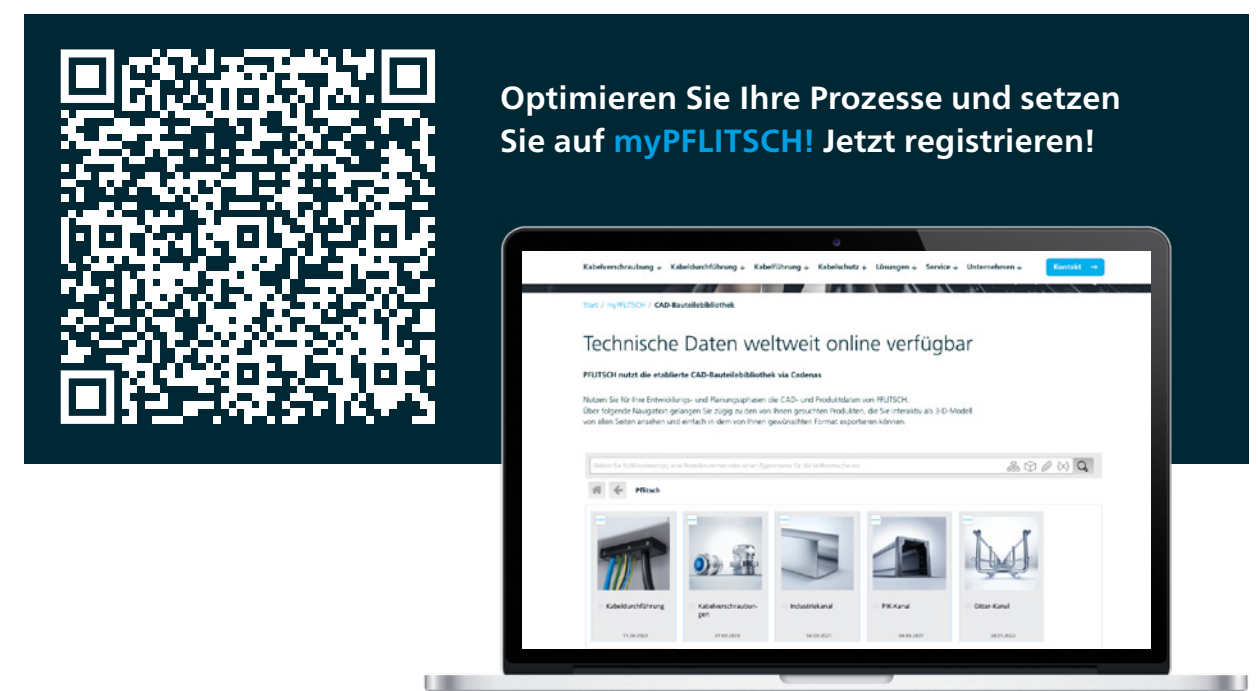 Optimieren Sie Ihre Prozesse und setzen
Sie auf myPFLITSCH! Jetzt registrieren!
Kabelverschraubung Kabeldurchführung Kabelführung Kabelschutz Lösungen Service Unternehmen Kontakt →
Start / myPFLITSCH / CAD-Bauteilebibliothek
Technische Daten weltweit online verfügbar
PFLITSCH nutzt die etablierte CAD-Bauteilebibliothek via Cadenas
Nutzen Sie für Ihre Entwicklungs- und Planungsphasen die CAD- und Produktdaten von PFLITSCH.
Über folgende Navigation gelangen Sie zügig zu den von Ihnen gesuchten Produkten, die Sie interaktiv als 3-D-Modell
von allen Seiten ansehen und einfach in dem von Ihnen gewünschten Format exportieren können.
Pflitsch
Kabeldurchführung Kabelverschraubun- Industriekanal PIK-Kanal Gitter-Kanal
gen